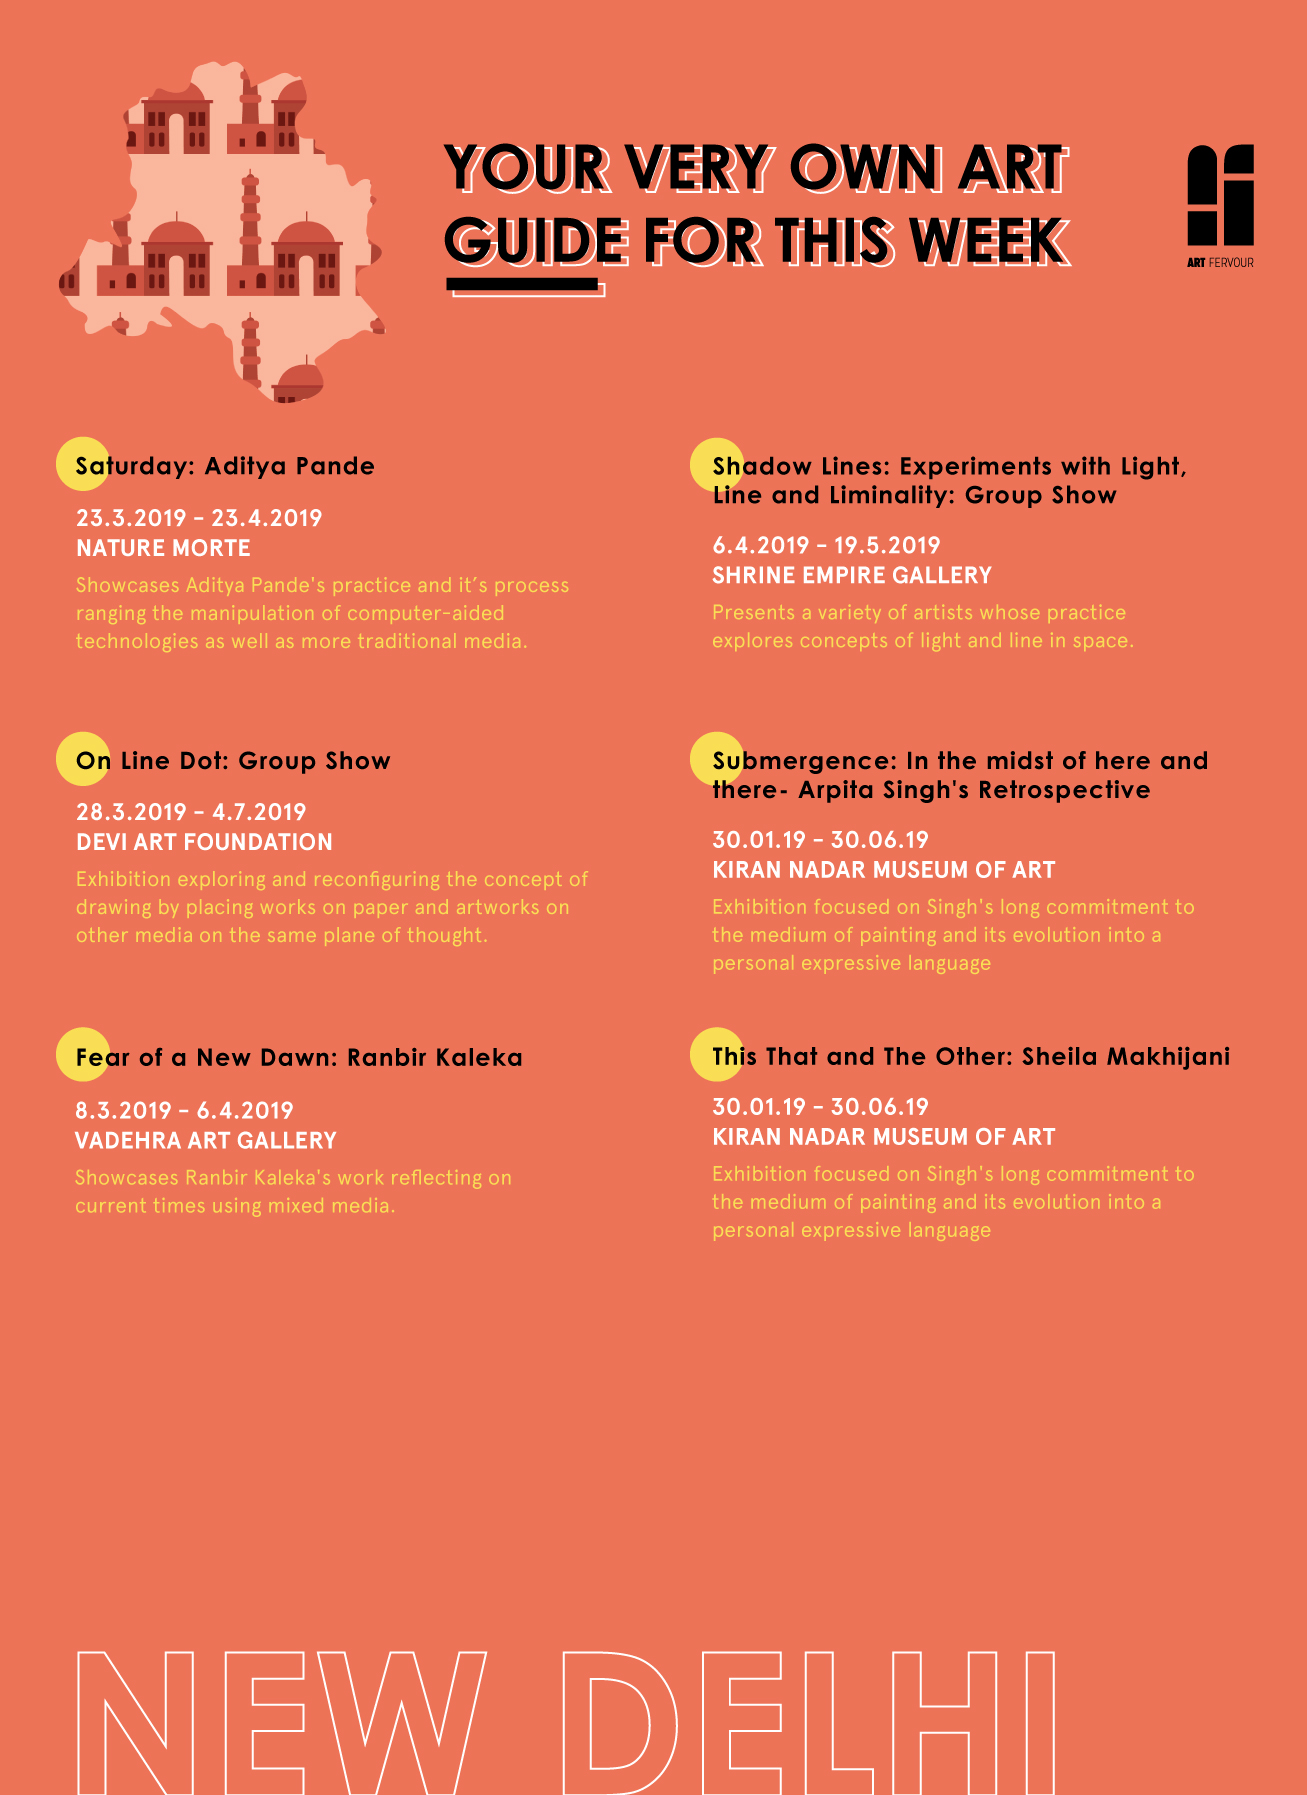 YOUR VERY OWN ART
GUIDE FOR THIS WEEK
ART FERVOUR
Saturday: Aditya Pande
23.3.2019 - 23.4.2019
NATURE MORTE
Showcases Aditya Pande's practice and it's process
ranging the manipulation of computer-aided
technologies as well as more traditional media.
Shadow Lines: Experiments with Light,
Line and Liminality: Group Show
6.4.2019 - 19.5.2019
SHRINE EMPIRE GALLERY
Presents a variety of artists whose practice
explores concepts of light and line in space.
On Line Dot: Group Show
28.3.2019 - 4.7.2019
DEVI ART FOUNDATION
Exhibition exploring and reconfiguring the concept of
drawing by placing works on paper and artworks on
other media on the same plane of thought.
Submergence: In the midst of here and
there- Arpita Singh's Retrospective
30.01.19 - 30.06.19
KIRAN NADAR MUSEUM OF ART
Exhibition focused on Singh's long commitment to
the medium of painting and its evolution into a
personal expressive language
Fear of a New Dawn: Ranbir Kaleka
8.3.2019 - 6.4.2019
VADEHRA ART GALLERY
Showcases Ranbir Kaleka's work reflecting on
current times using mixed media.
This That and The Other: Sheila Makhijani
30.01.19 - 30.06.19
KIRAN NADAR MUSEUM OF ART
Exhibition focused on Singh's long commitment to
the medium of painting and its evolution into a
personal expressive language
NEW DELHI